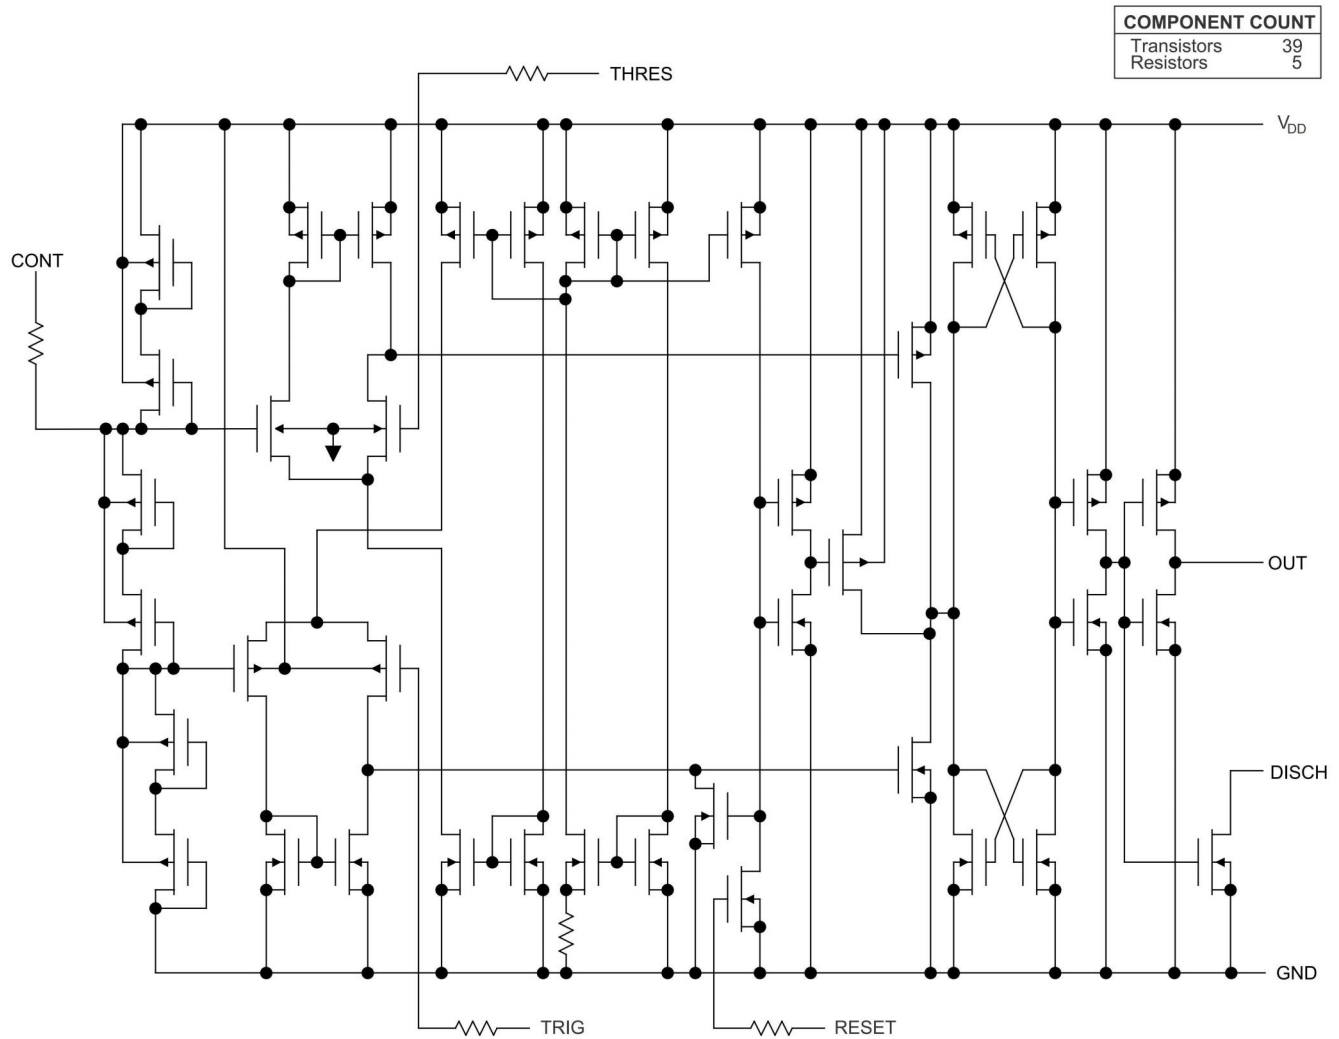 COMPONENT COUNT
Transistors 39
Resistors 5
THRES
VDD
CONT
OUT
DISCH
GND
TRIG
RESET